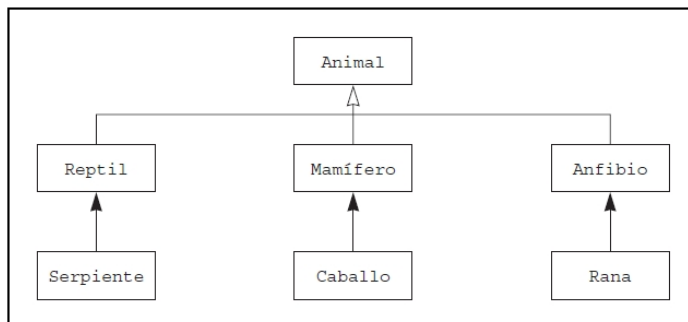 Animal
Reptil
Mamífero
Anfibio
Serpiente
Caballo
Rana